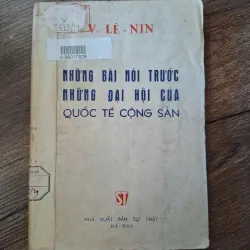 V. LÊ-NIN
V.00017926
NHỮNG BÀI NÓI TRƯỚC
NHỮNG ĐẠI HỘI CỦA
QUỐC TẾ CỘNG SẢN
ST
NHÀ XUẤT-BẢN SỰ THẬT
HÀ-NỘI